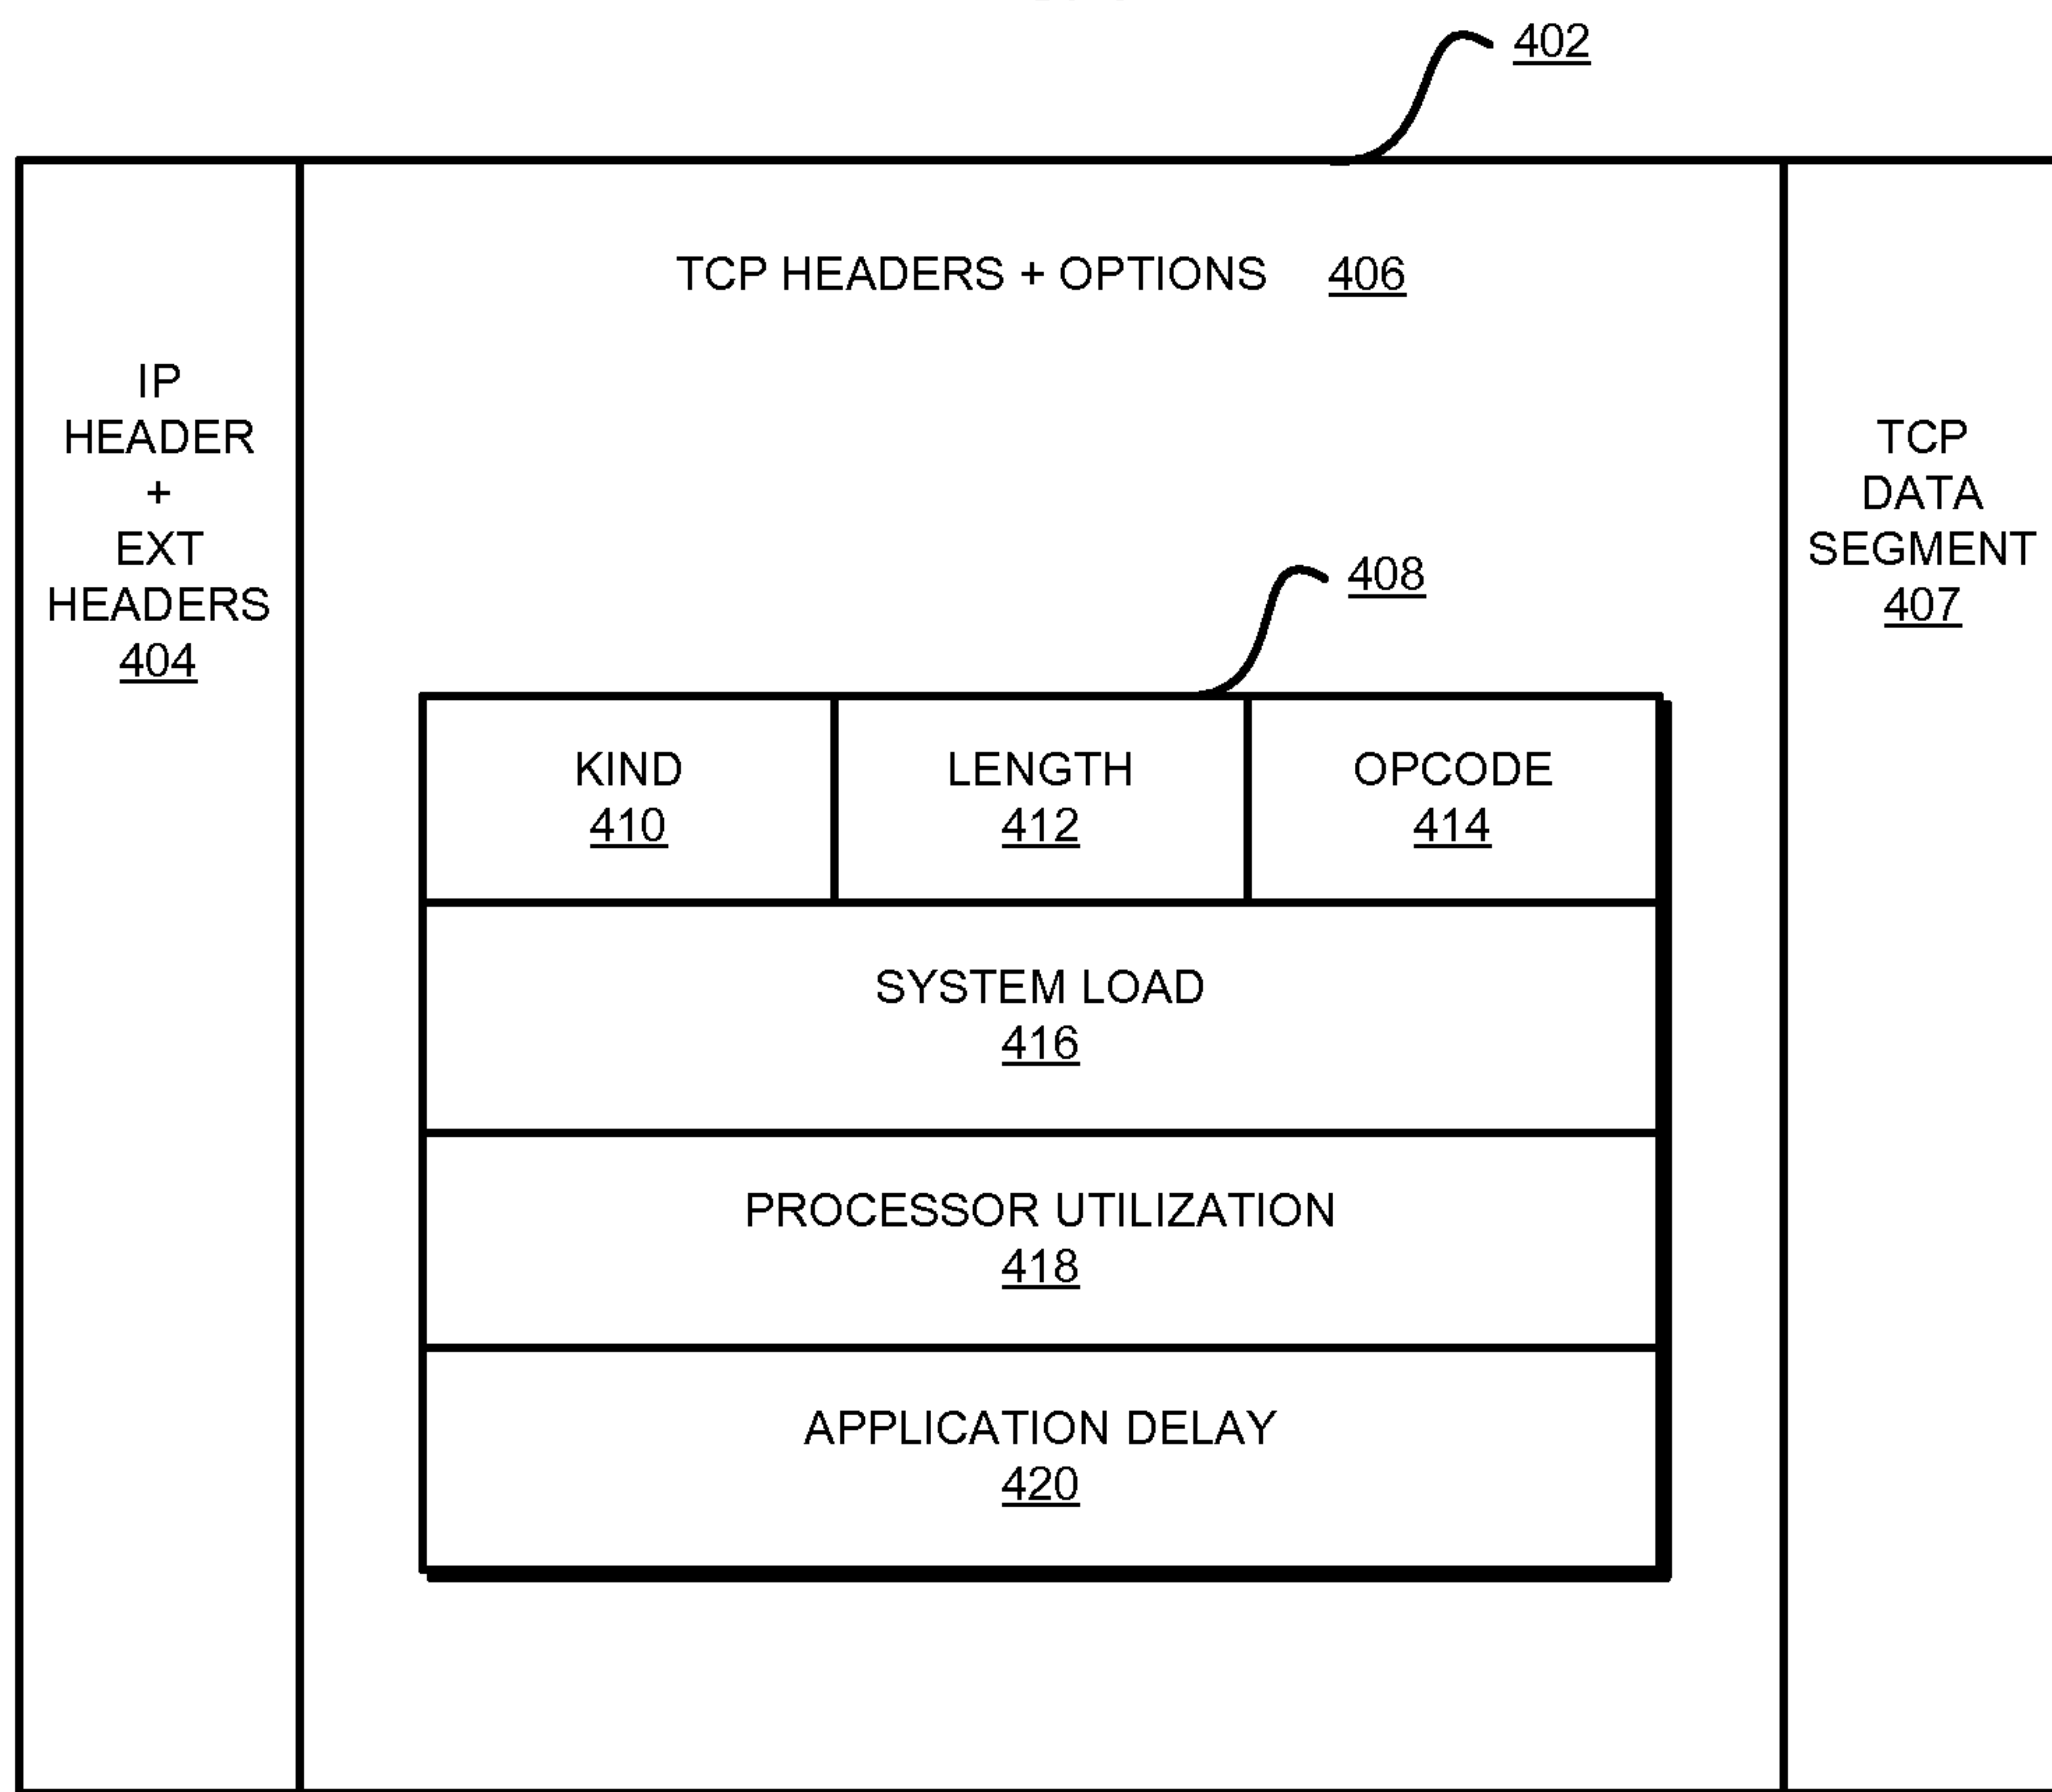 402
TCP HEADERS + OPTIONS 406
IP
HEADER
+
EXT
HEADERS
404
TCP
DATA
SEGMENT
407
408
KIND
410
LENGTH
412
OPCODE
414
SYSTEM LOAD
416
PROCESSOR UTILIZATION
418
APPLICATION DELAY
420